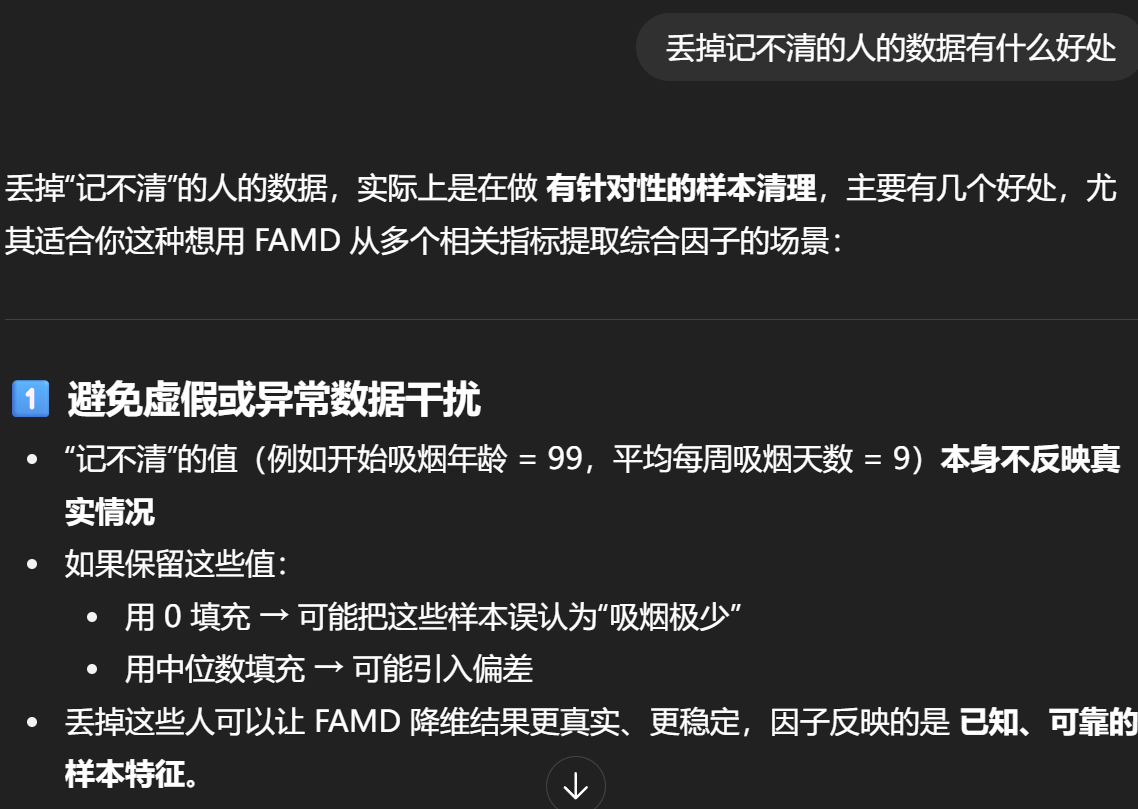 丢掉记不清的人的数据有什么好处
丢掉“记不清”的人的数据，实际上是在做 有针对性的样本清理，主要有几个好处，尤
其适合你这种想用 FAMD 从多个相关指标提取综合因子的场景：
1 避免虚假或异常数据干扰
• “记不清”的值（例如开始吸烟年龄 = 99，平均每周吸烟天数 = 9）本身不反映真
实情况
• 如果保留这些值：
• 用 0 填充 → 可能把这些样本误认为“吸烟极少”
• 用中位数填充 → 可能引入偏差
• 丢掉这些人可以让 FAMD 降维结果更真实、更稳定，因子反映的是 已知、可靠的
样本特征。